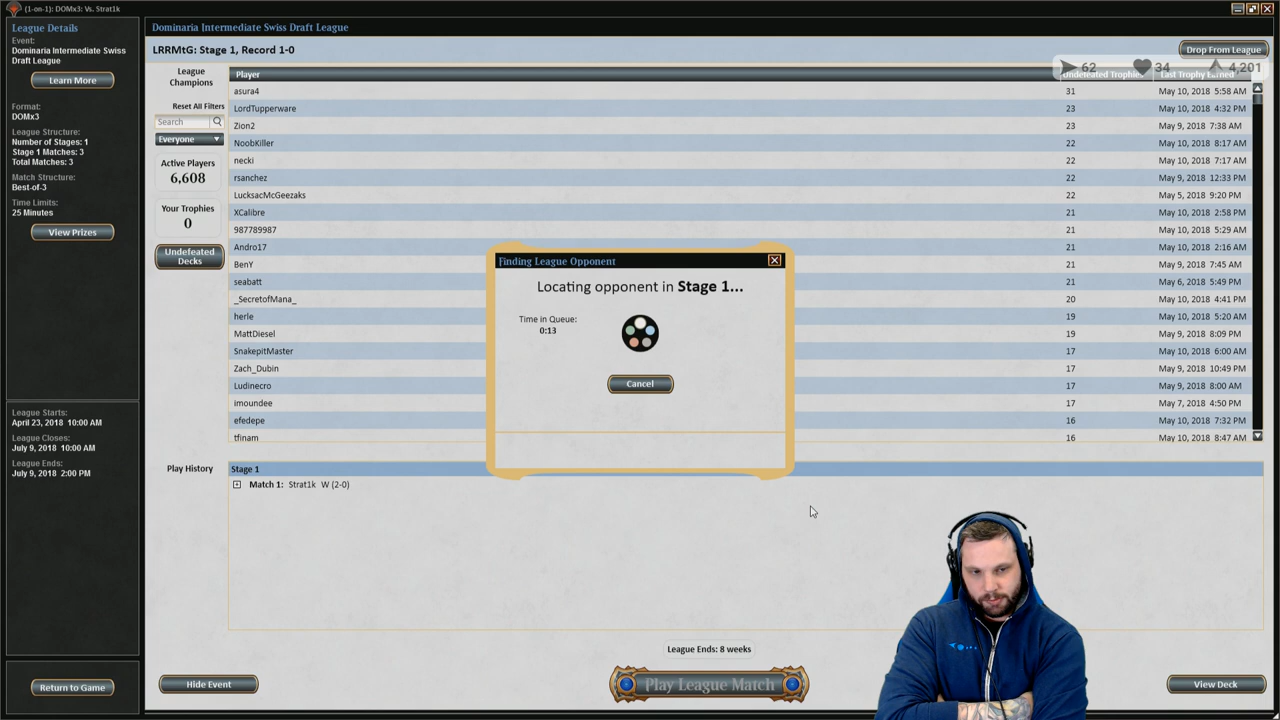 (1-on-1): DOMx3: Vs. Strat1k
League Details
Event:
Dominaria Intermediate Swiss
Draft League
Learn More
Format:
DOMx3
League Structure:
Number of Stages: 1
Stage 1 Matches: 3
Total Matches: 3
Match Structure:
Best-of-3
Time Limits:
25 Minutes
View Prizes
League Starts:
April 23, 2018 10:00 AM
League Closes:
July 9, 2018 10:00 AM
League Ends:
July 9, 2018 2:00 PM
Return to Game
Dominaria Intermediate Swiss Draft League
LRRMtG: Stage 1, Record 1-0
Drop From League
62 34 4,201
League
Champions
Reset All Filters
Search
Everyone
Active Players
6,608
Your Trophies
0
Undefeated
Decks
Player Undefeated Trophies Last Trophy Earned
asura4 31 May 10, 2018 5:58 AM
LordTupperware 23 May 10, 2018 4:32 PM
Zion2 23 May 9, 2018 7:38 AM
NoobKiller 22 May 10, 2018 8:17 AM
necki 22 May 10, 2018 7:17 AM
rsanchez 22 May 9, 2018 12:33 PM
LucksacMcGeezaks 22 May 5, 2018 9:20 PM
XCalibre 21 May 10, 2018 2:58 PM
987789987 21 May 10, 2018 5:29 AM
Andro17 21 May 10, 2018 2:16 AM
BenY 21 May 9, 2018 7:45 AM
seabatt 21 May 6, 2018 5:49 PM
_SecretofMana_ 20 May 10, 2018 4:41 PM
herle 19 May 10, 2018 5:20 AM
MattDiesel 19 May 9, 2018 8:09 PM
SnakepitMaster 17 May 10, 2018 6:00 AM
Zach_Dubin 17 May 9, 2018 10:49 PM
Ludinecro 17 May 9, 2018 8:00 AM
imoundee 17 May 7, 2018 4:50 PM
efedepe 16 May 10, 2018 7:32 PM
tfinam 16 May 10, 2018 8:47 AM
Finding League Opponent
Locating opponent in Stage 1...
Time in Queue:
0:13
Cancel
Play History
Stage 1
Match 1: Strat1k W (2-0)
League Ends: 8 weeks
Hide Event
Play League Match
View Deck